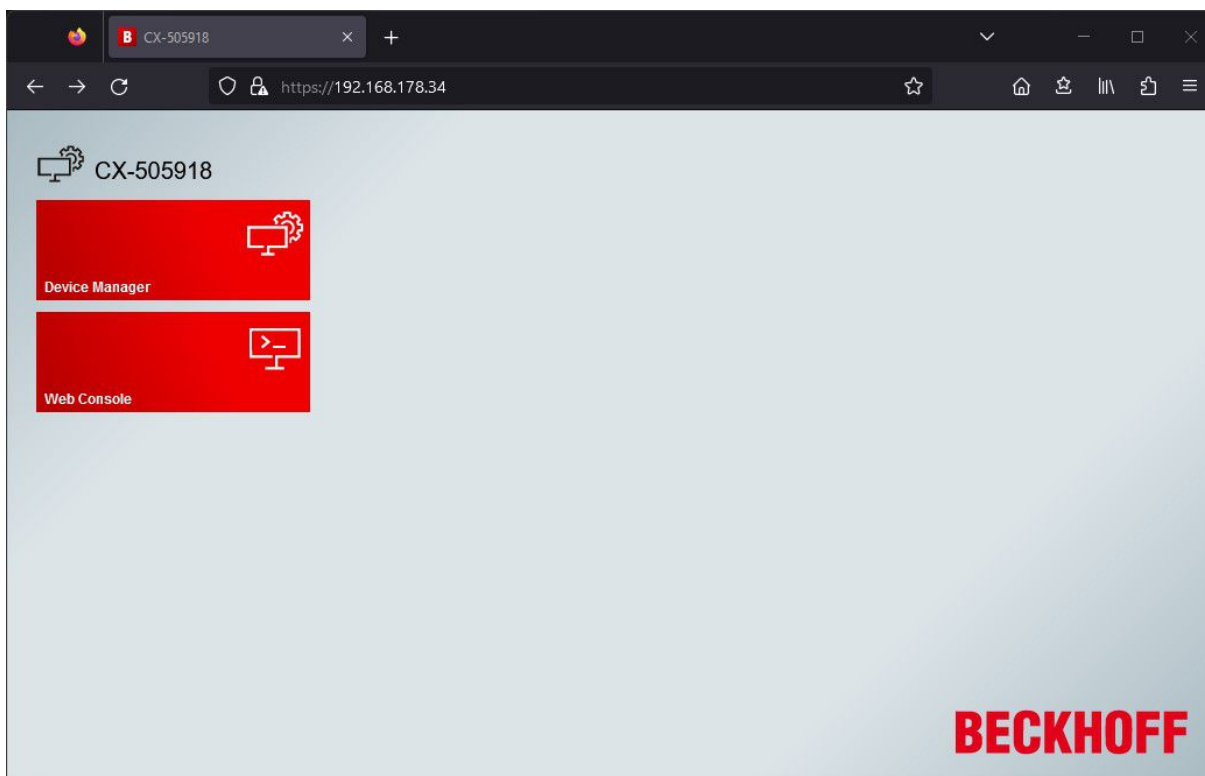 B CX-505918
https://192.168.178.34
CX-505918
Device Manager
>_
Web Console
BECKHOFF